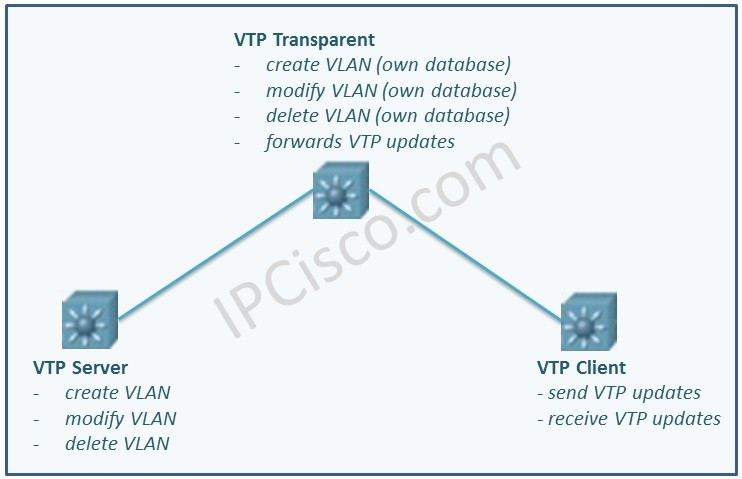 VTP Transparent
- create VLAN (own database)
- modify VLAN (own database)
- delete VLAN (own database)
- forwards VTP updates
IPCisco.com
VTP Server
- create VLAN
- modify VLAN
- delete VLAN
VTP Client
- send VTP updates
- receive VTP updates